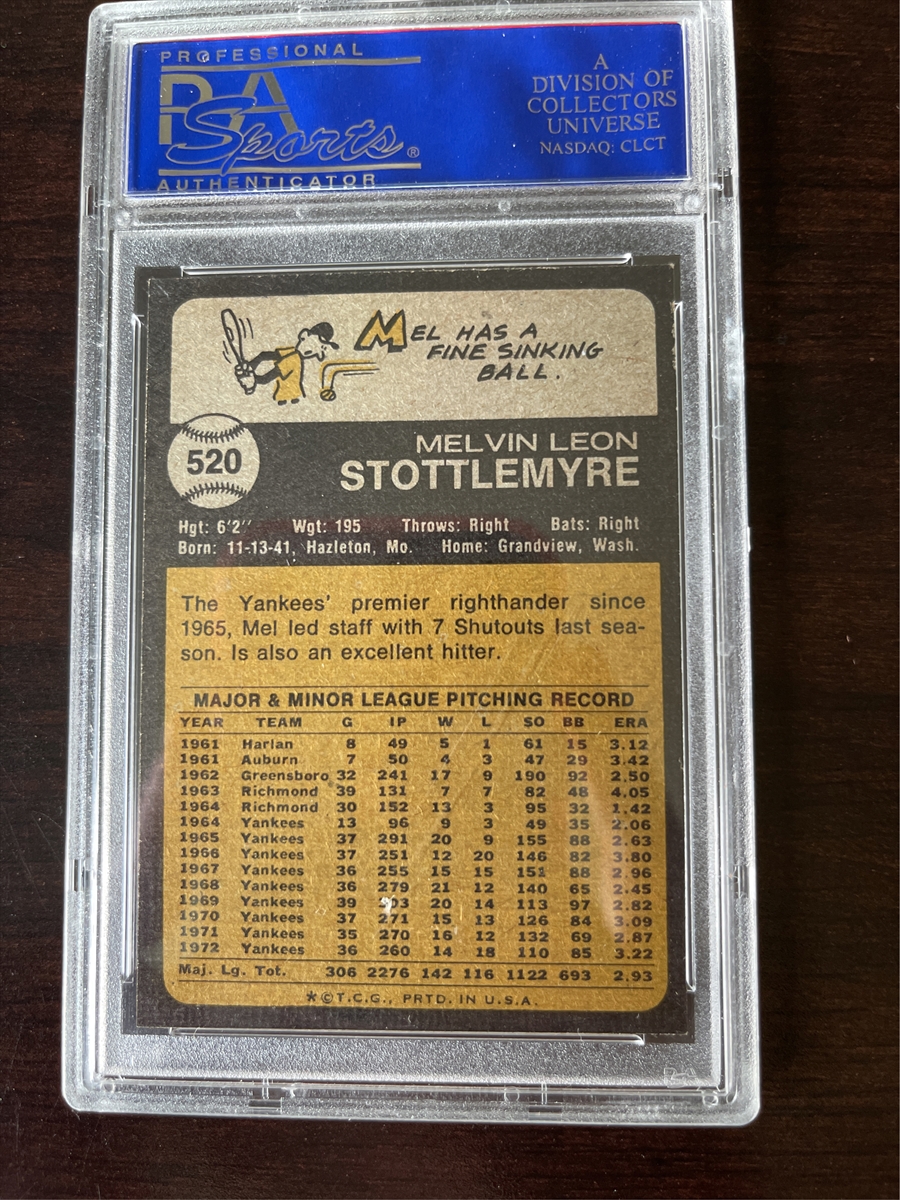 PROFESSIONAL
PSA
Sports®
AUTHENTICATOR
A
DIVISION OF
COLLECTORS
UNIVERSE
NASDAQ: CLCT
MEL HAS A
FINE SINKING
BALL.
520
MELVIN LEON
STOTTLEMYRE
Hgt: 6'2" Wgt: 195 Throws: Right Bats: Right
Born: 11-13-41, Hazleton, Mo. Home: Grandview, Wash.
The Yankees' premier righthander since
1965, Mel led staff with 7 Shutouts last sea-
son. Is also an excellent hitter.
MAJOR & MINOR LEAGUE PITCHING RECORD
YEAR TEAM G IP W L SO BB ERA
1961 Harlan 8 49 5 1 61 15 3.12
1961 Auburn 7 50 4 3 47 29 3.42
1962 Greensboro 32 241 17 9 190 92 2.50
1963 Richmond 39 131 7 7 82 48 4.05
1964 Richmond 30 152 13 3 95 32 1.42
1964 Yankees 13 96 9 3 49 35 2.06
1965 Yankees 37 291 20 9 155 88 2.63
1966 Yankees 37 251 12 20 146 82 3.80
1967 Yankees 36 255 15 15 151 88 2.96
1968 Yankees 36 279 21 12 140 65 2.45
1969 Yankees 39 303 20 14 113 97 2.82
1970 Yankees 37 271 15 13 126 84 3.09
1971 Yankees 35 270 16 12 132 69 2.87
1972 Yankees 36 260 14 18 110 85 3.22
Maj. Lg. Tot. 306 2276 142 116 1122 693 2.93
*©T.C.G., PRTD. IN U.S.A.